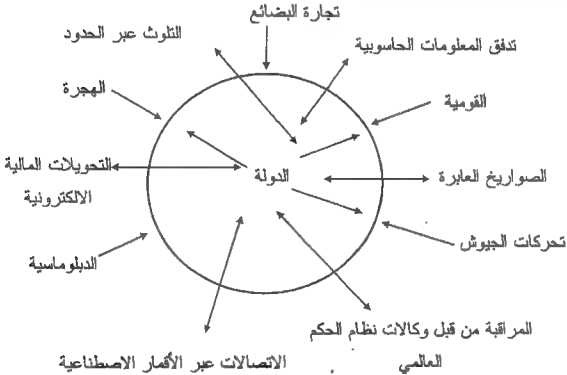 تجارة البضائع
التلوث عبر الحدود
تدفق المعلومات الحاسوبية
الهجرة
القومية
التحويلات المالية
الالكترونية
الدولة
الصواريخ العابرة
الدبلوماسية
تحركات الجيوش
المراقبة من قبل وكالات نظام الحكم
العالمي
الاتصالات عبر الأقمار الاصطناعية